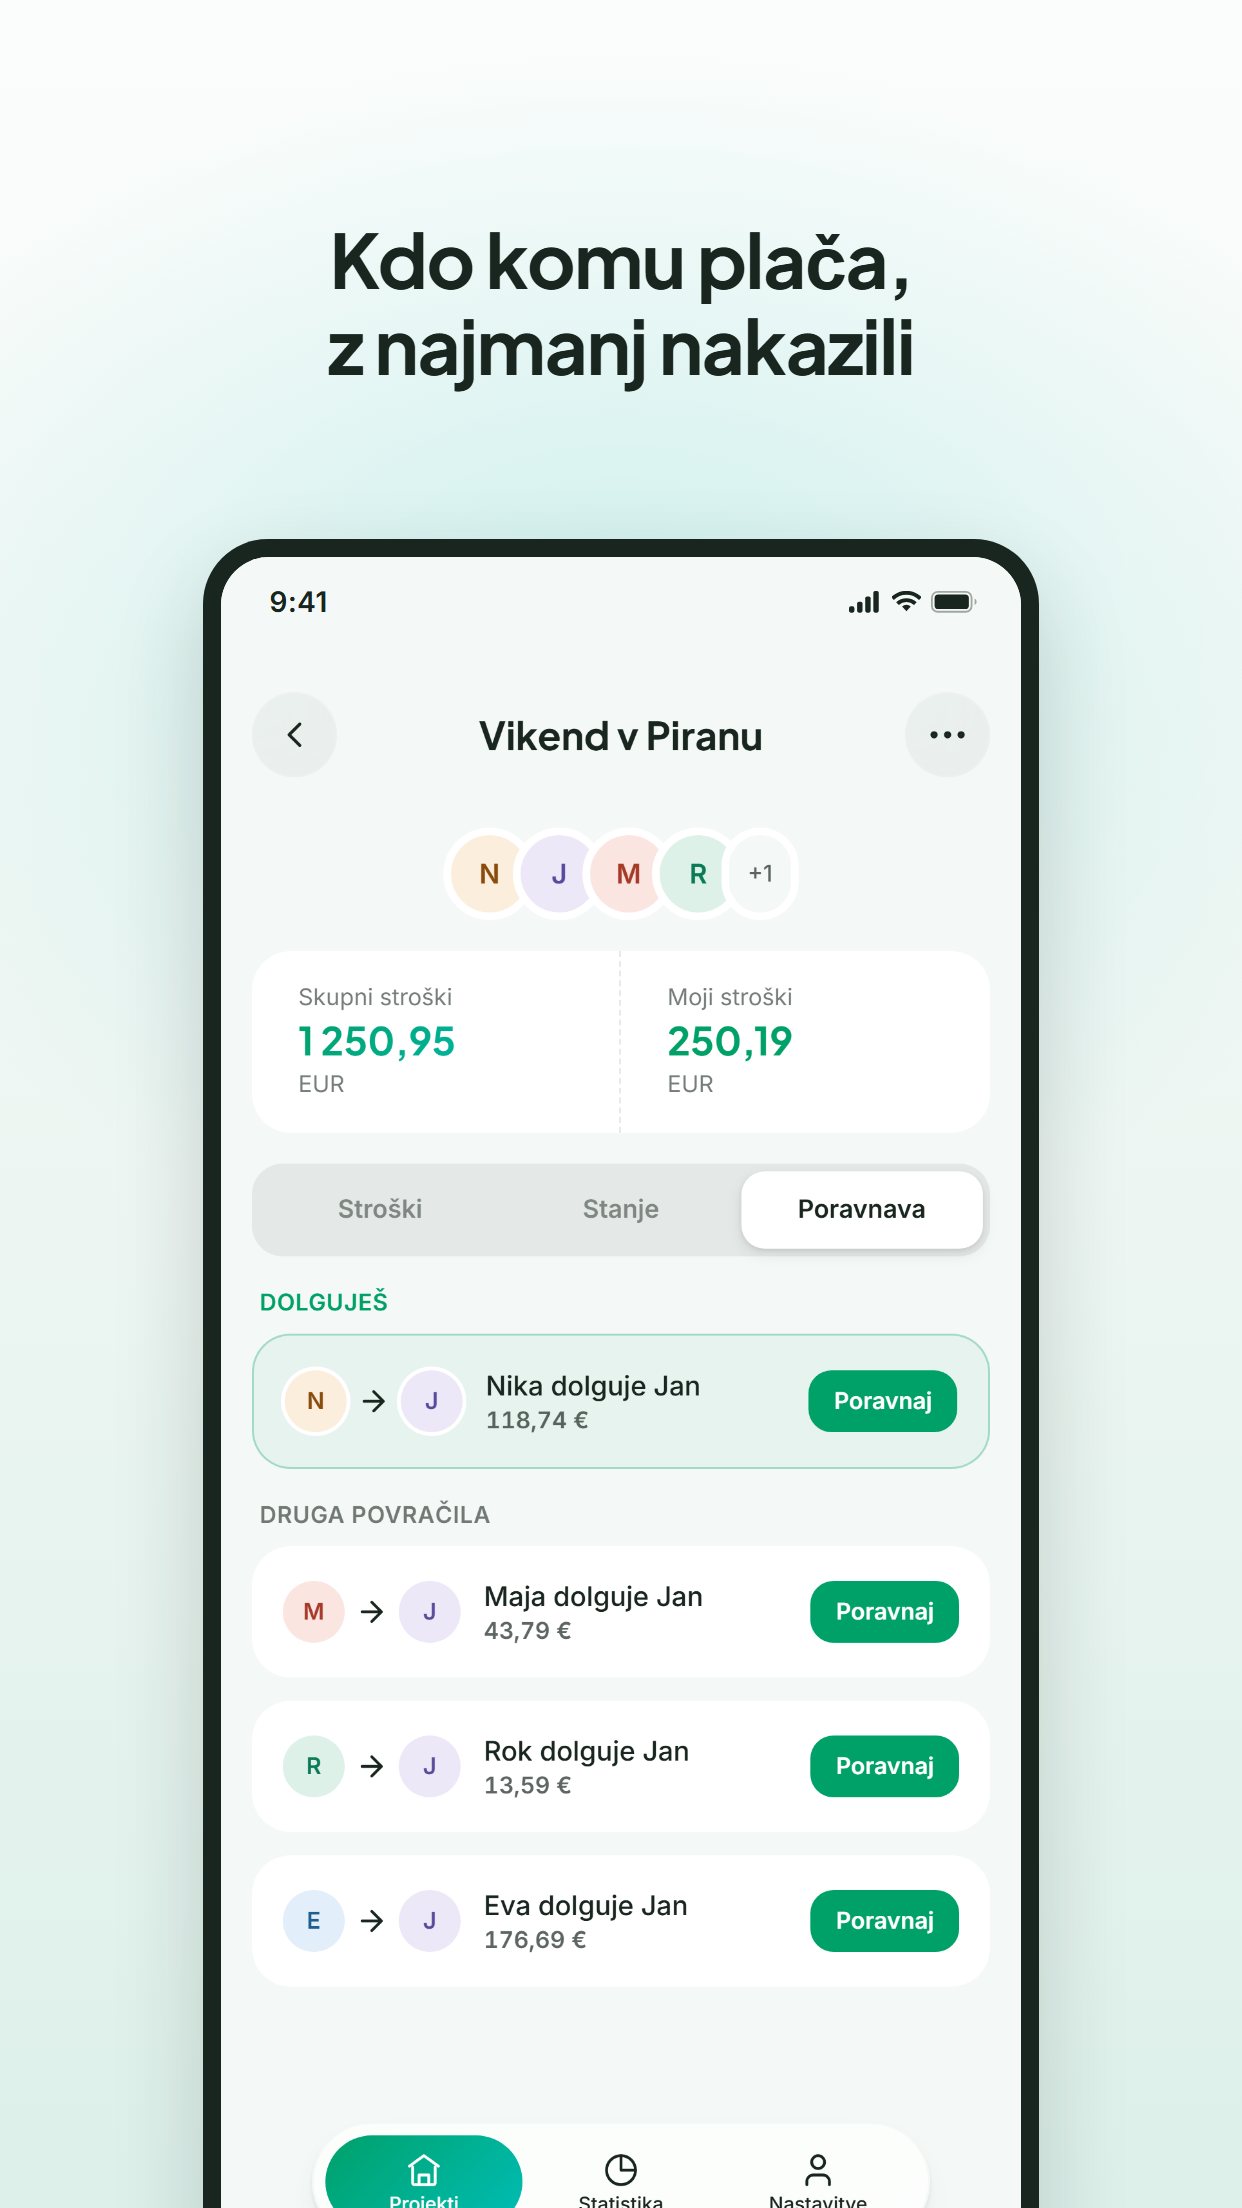 Kdo komu plača,
z najmanj nakazili
9:41
Vikend v Piranu
N J M R +1
Skupni stroški
1 250,95
EUR
Moji stroški
250,19
EUR
Stroški Stanje Poravnava
DOLGUJEŠ
N J Nika dolguje Jan
118,74 €
Poravnaj
DRUGA POVRAČILA
M J Maja dolguje Jan
43,79 €
Poravnaj
R J Rok dolguje Jan
13,59 €
Poravnaj
E J Eva dolguje Jan
176,69 €
Poravnaj
Projekti Statistika Nastavitve